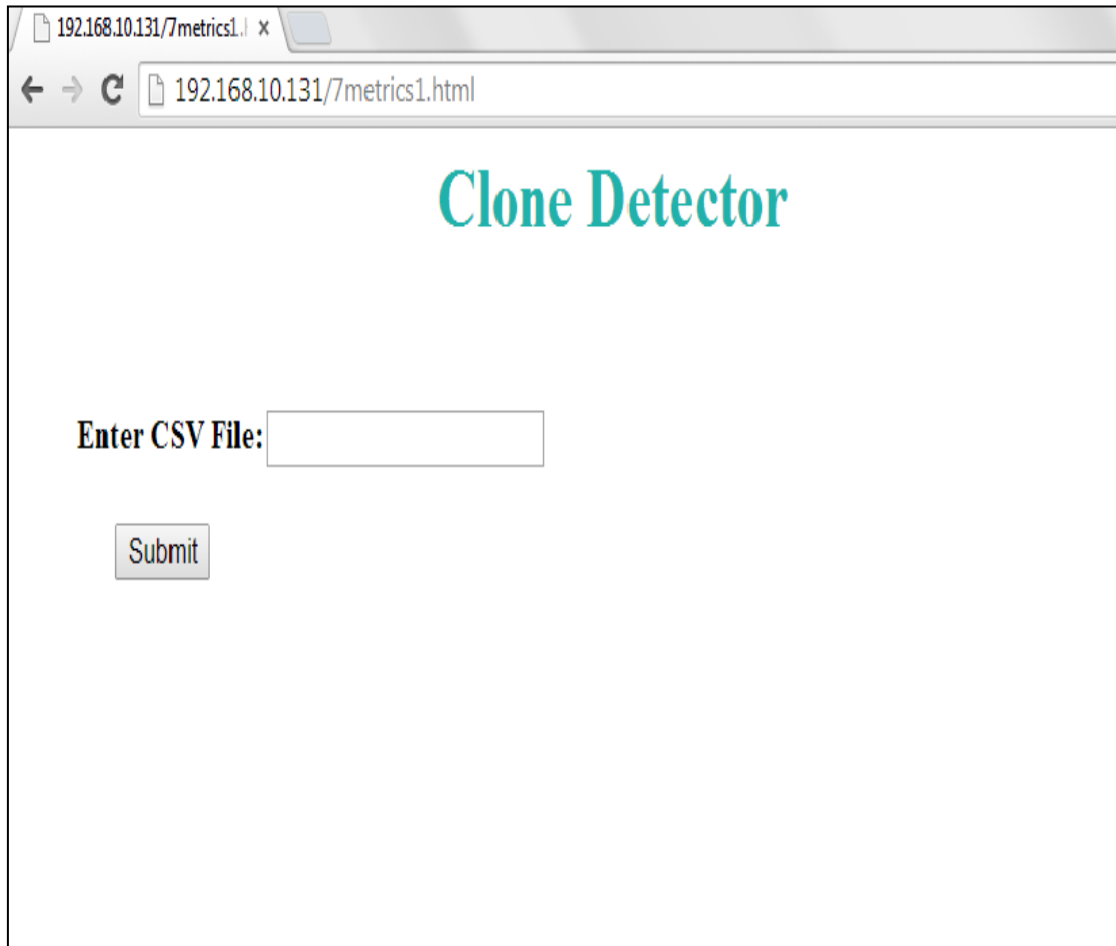 192.168.10.131/7metrics1.h
192.168.10.131/7metrics1.html
Clone Detector
Enter CSV File:
Submit